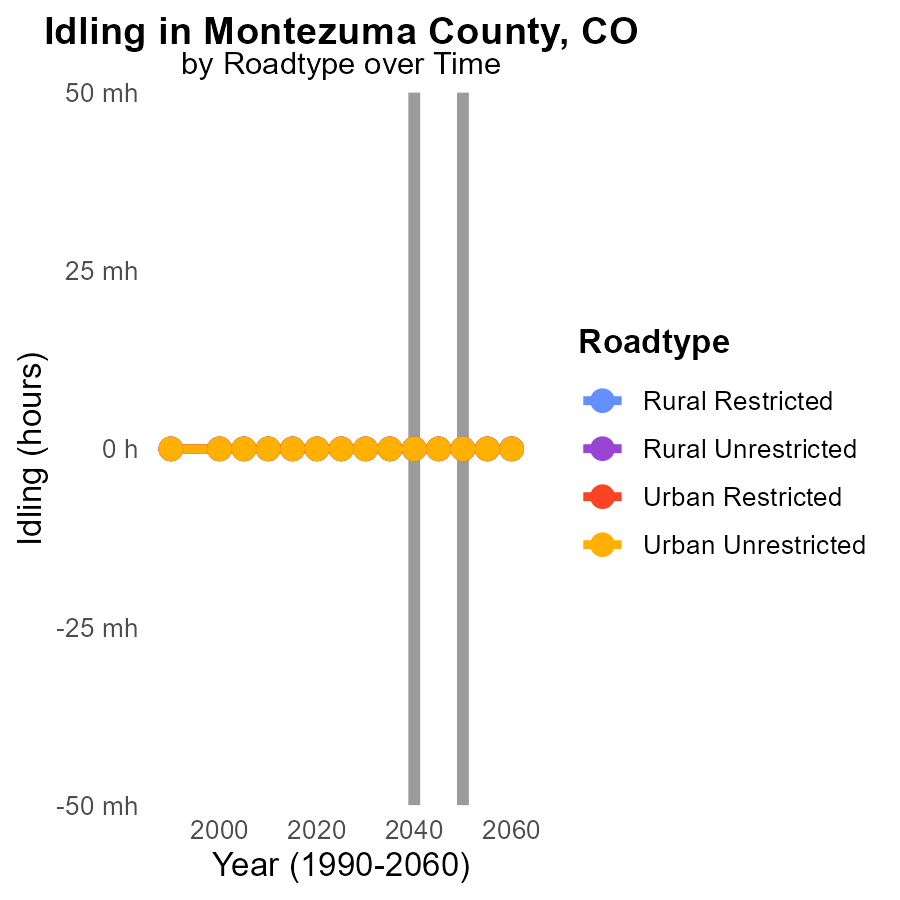 Idling in Montezuma County, CO
by Roadtype over Time
50 mh
25 mh
0 h
-25 mh
-50 mh
Idling (hours)
2000 2020 2040 2060
Year (1990-2060)
Roadtype
Rural Restricted
Rural Unrestricted
Urban Restricted
Urban Unrestricted